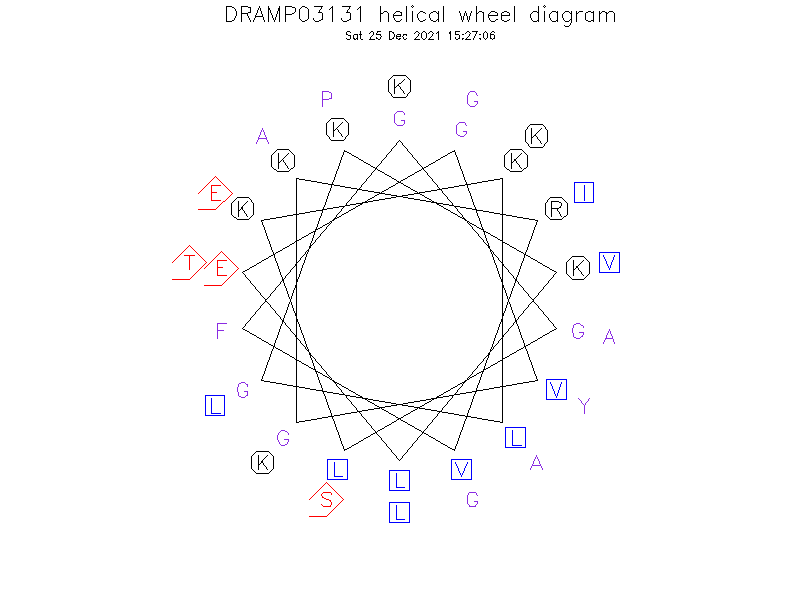 DRAMP03131 helical wheel diagram
Sat 25 Dec 2021 15:27:06
K
P G
G
K G
A K
K K
E I
K R
T E K V
F G A
G V
L Y
G L
K A
L V
L
S G
L